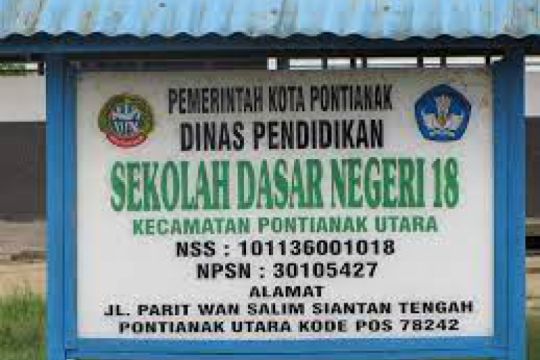 PEMERINTAH KOTA PONTIANAK
DINAS PENDIDIKAN
SEKOLAH DASAR NEGERI 18
KECAMATAN PONTIANAK UTARA
NSS : 101136001018
NPSN : 30105427
ALAMAT
JL. PARIT WAN SALIM SIANTAN TENGAH
PONTIANAK UTARA KODE POS 78242